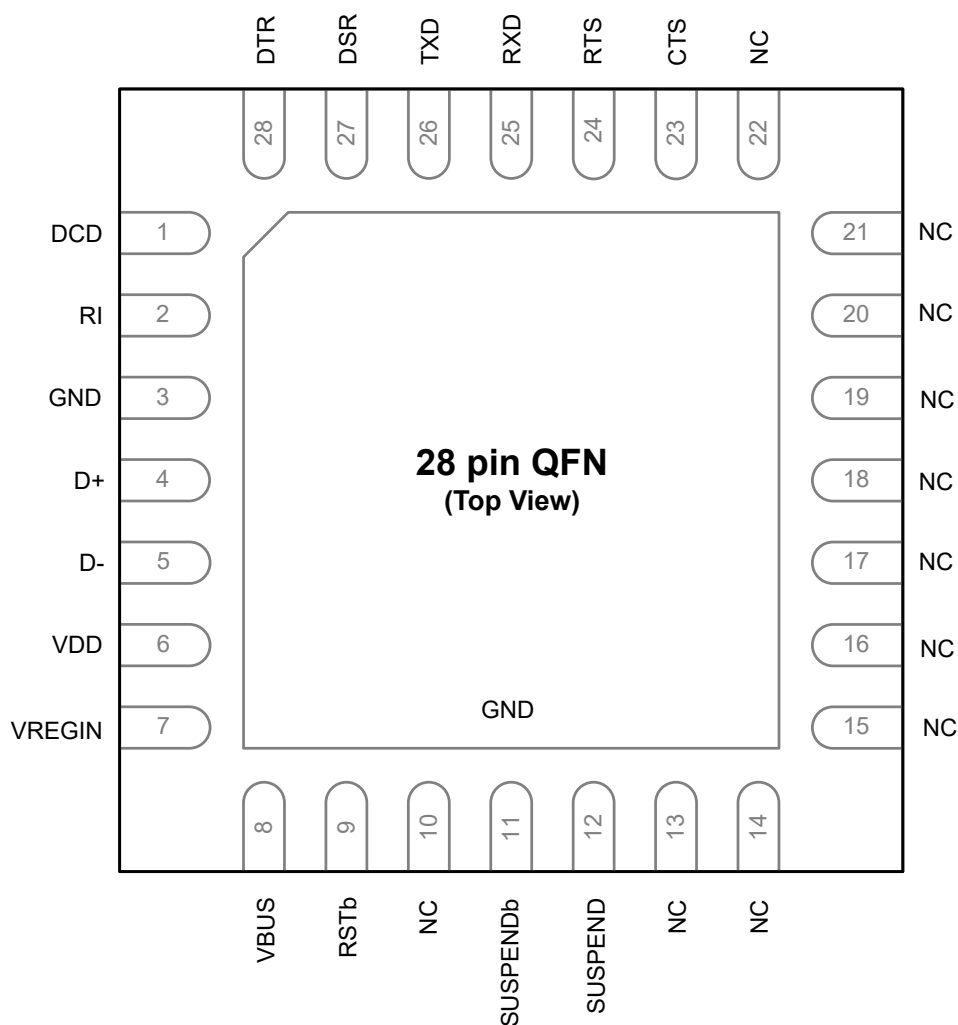 DTR
DSR
TXD
RXD
RTS
CTS
NC
28
27
26
25
24
23
22
DCD 1
RI 2
GND 3
D+ 4
D- 5
VDD 6
VREGIN 7
21 NC
20 NC
19 NC
18 NC
17 NC
16 NC
15 NC
28 pin QFN
(Top View)
GND
8
9
10
11
12
13
14
VBUS
RSTb
NC
SUSPENDb
SUSPEND
NC
NC